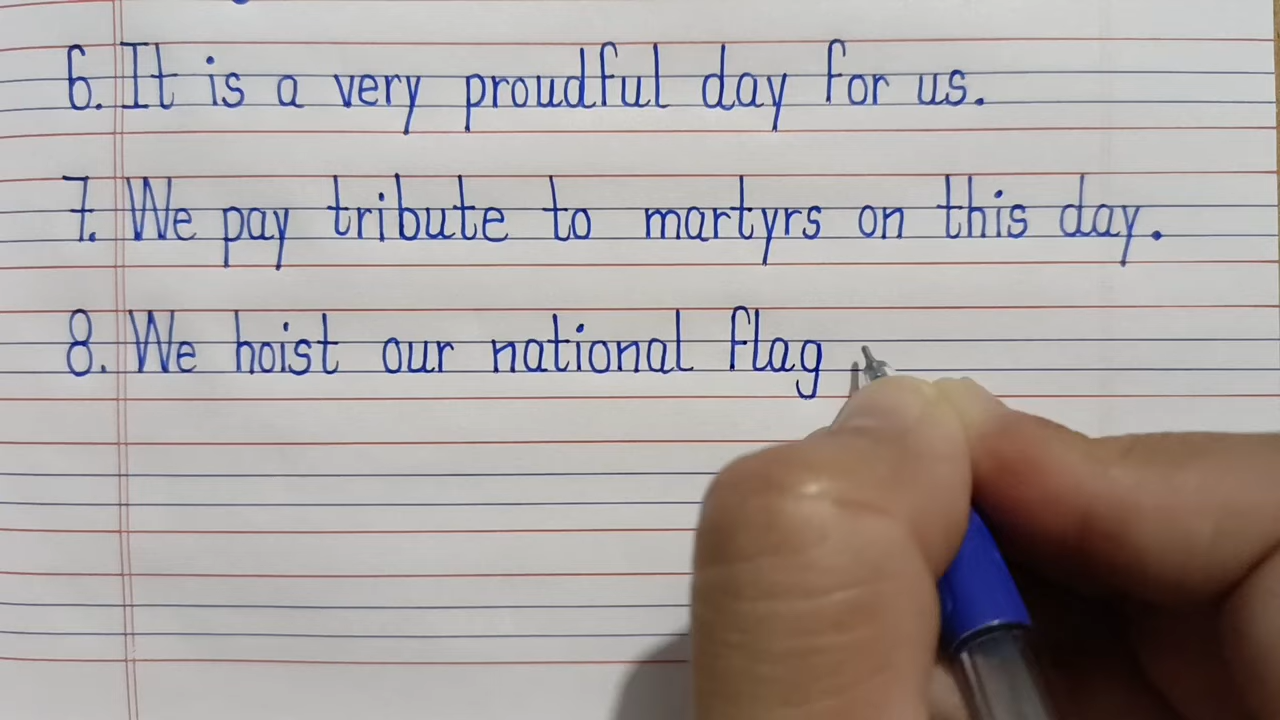 6. It is a very proudful day for us.
7. We pay tribute to martyrs on this day.
8. We hoist our national flag